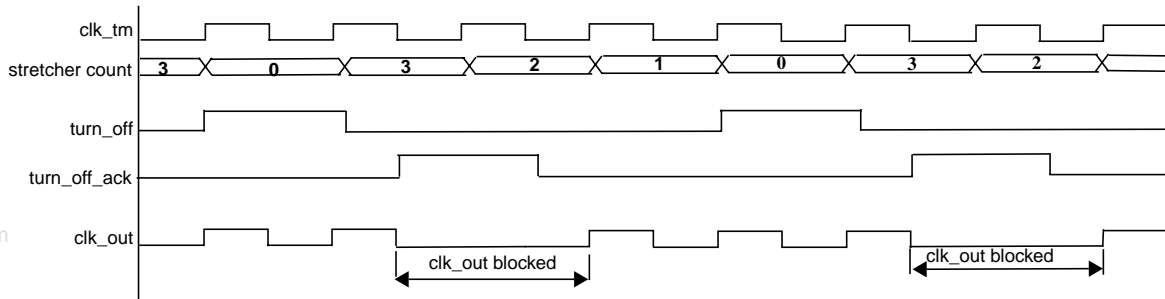 clk_tm
stretcher count 3 0 3 2 1 0 3 2
turn_off
turn_off_ack
clk_out
clk_out blocked clk_out blocked